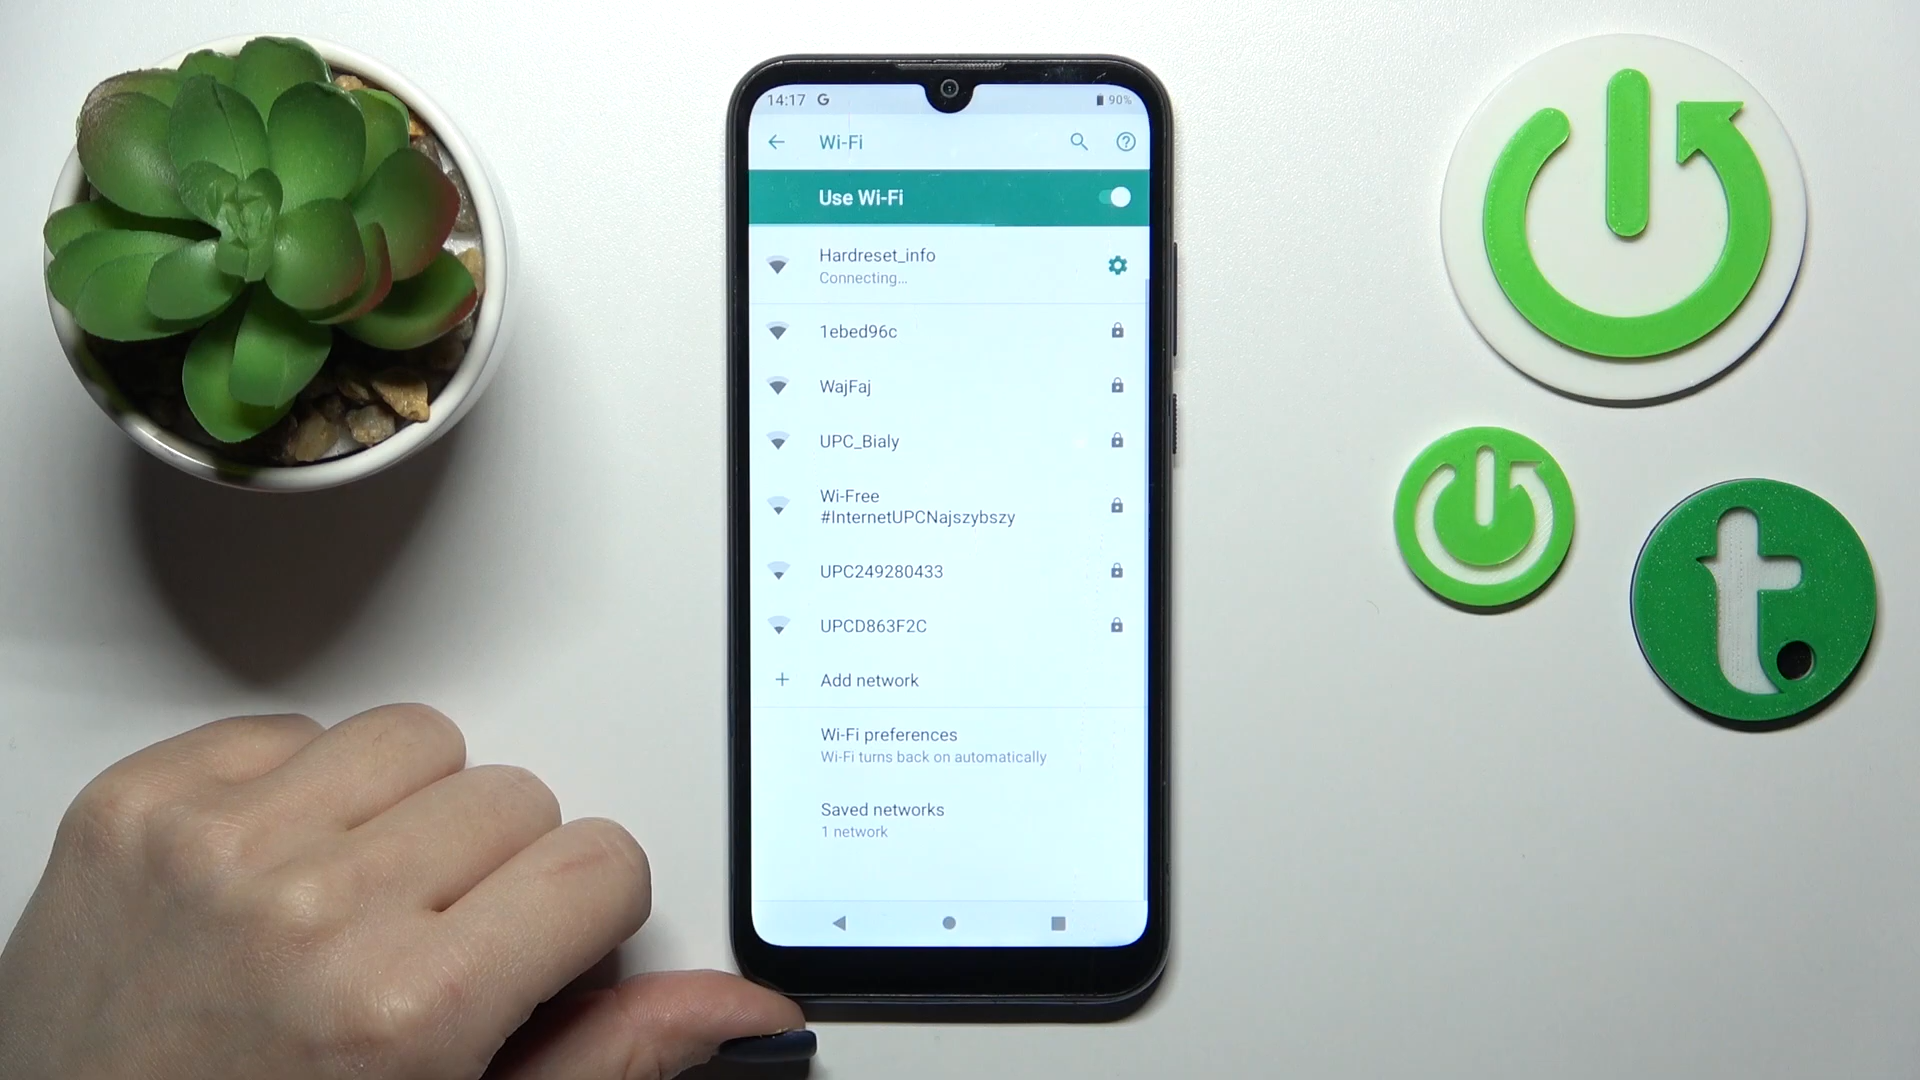 14:17 G 90%
Wi-Fi
Use Wi-Fi
Hardreset_info
Connecting…
1ebed96c
WajFaj
UPC_Bialy
Wi-Free
#InternetUPCNajszybszy
UPC249280433
UPCD863F2C
Add network
Wi-Fi preferences
Wi-Fi turns back on automatically
Saved networks
1 network
t.